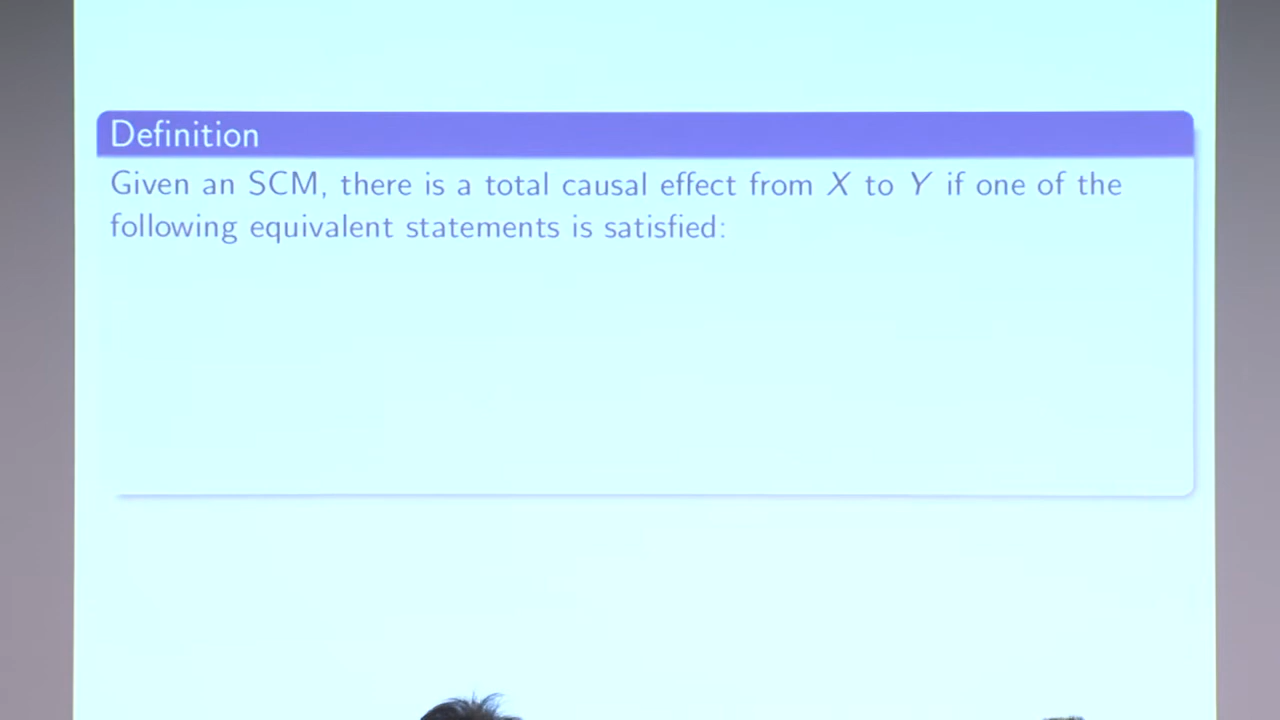 Definition
Given an SCM, there is a total causal effect from X to Y if one of the
following equivalent statements is satisfied: